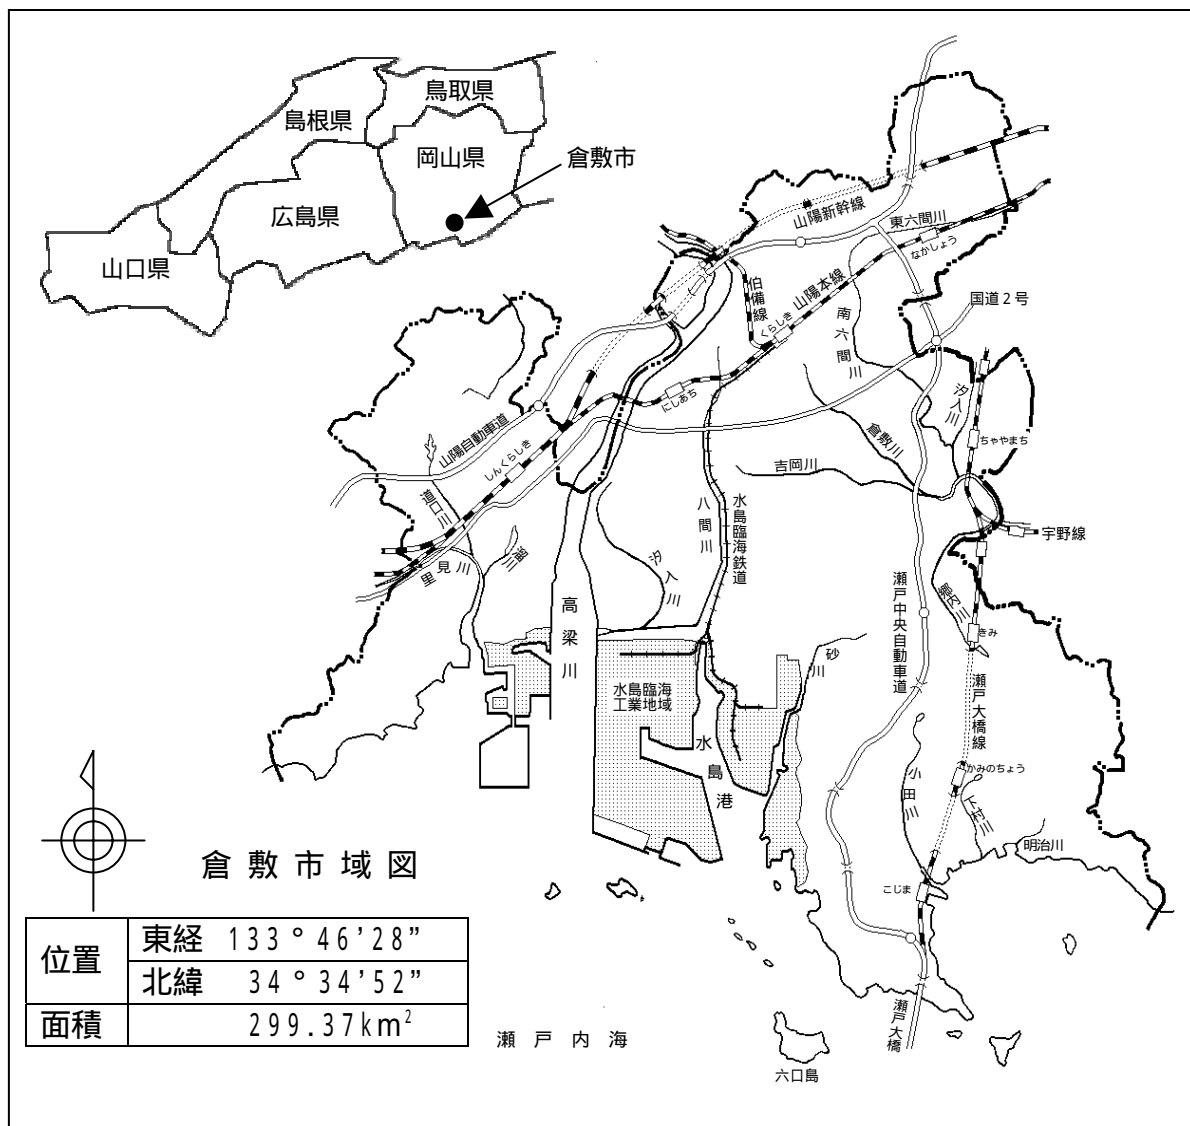 鳥取県
島根県
岡山県
倉敷市
広島県
山口県
山陽新幹線
東六間川
なかしょう
伯備線
山陽本線
くらしき
南六間川
国道2号
にしあち
汐入川
ちゃやまち
倉敷川
吉岡川
山陽自動車道
しんくらしき
道口川
里見川
八間川
水島臨海鉄道
汐入川
宇野線
高梁川
瀬戸中央自動車道
郷内川
きみ
砂川
水島臨海
工業地域
瀬戸大橋線
水島港
かみのちょう
小田川
下村川
明治川
こじま
倉敷市域図
位置 東経 133°46’28”
北緯 34°34’52”
面積 299.37km²
瀬戸内海
瀬戸大橋
六口島